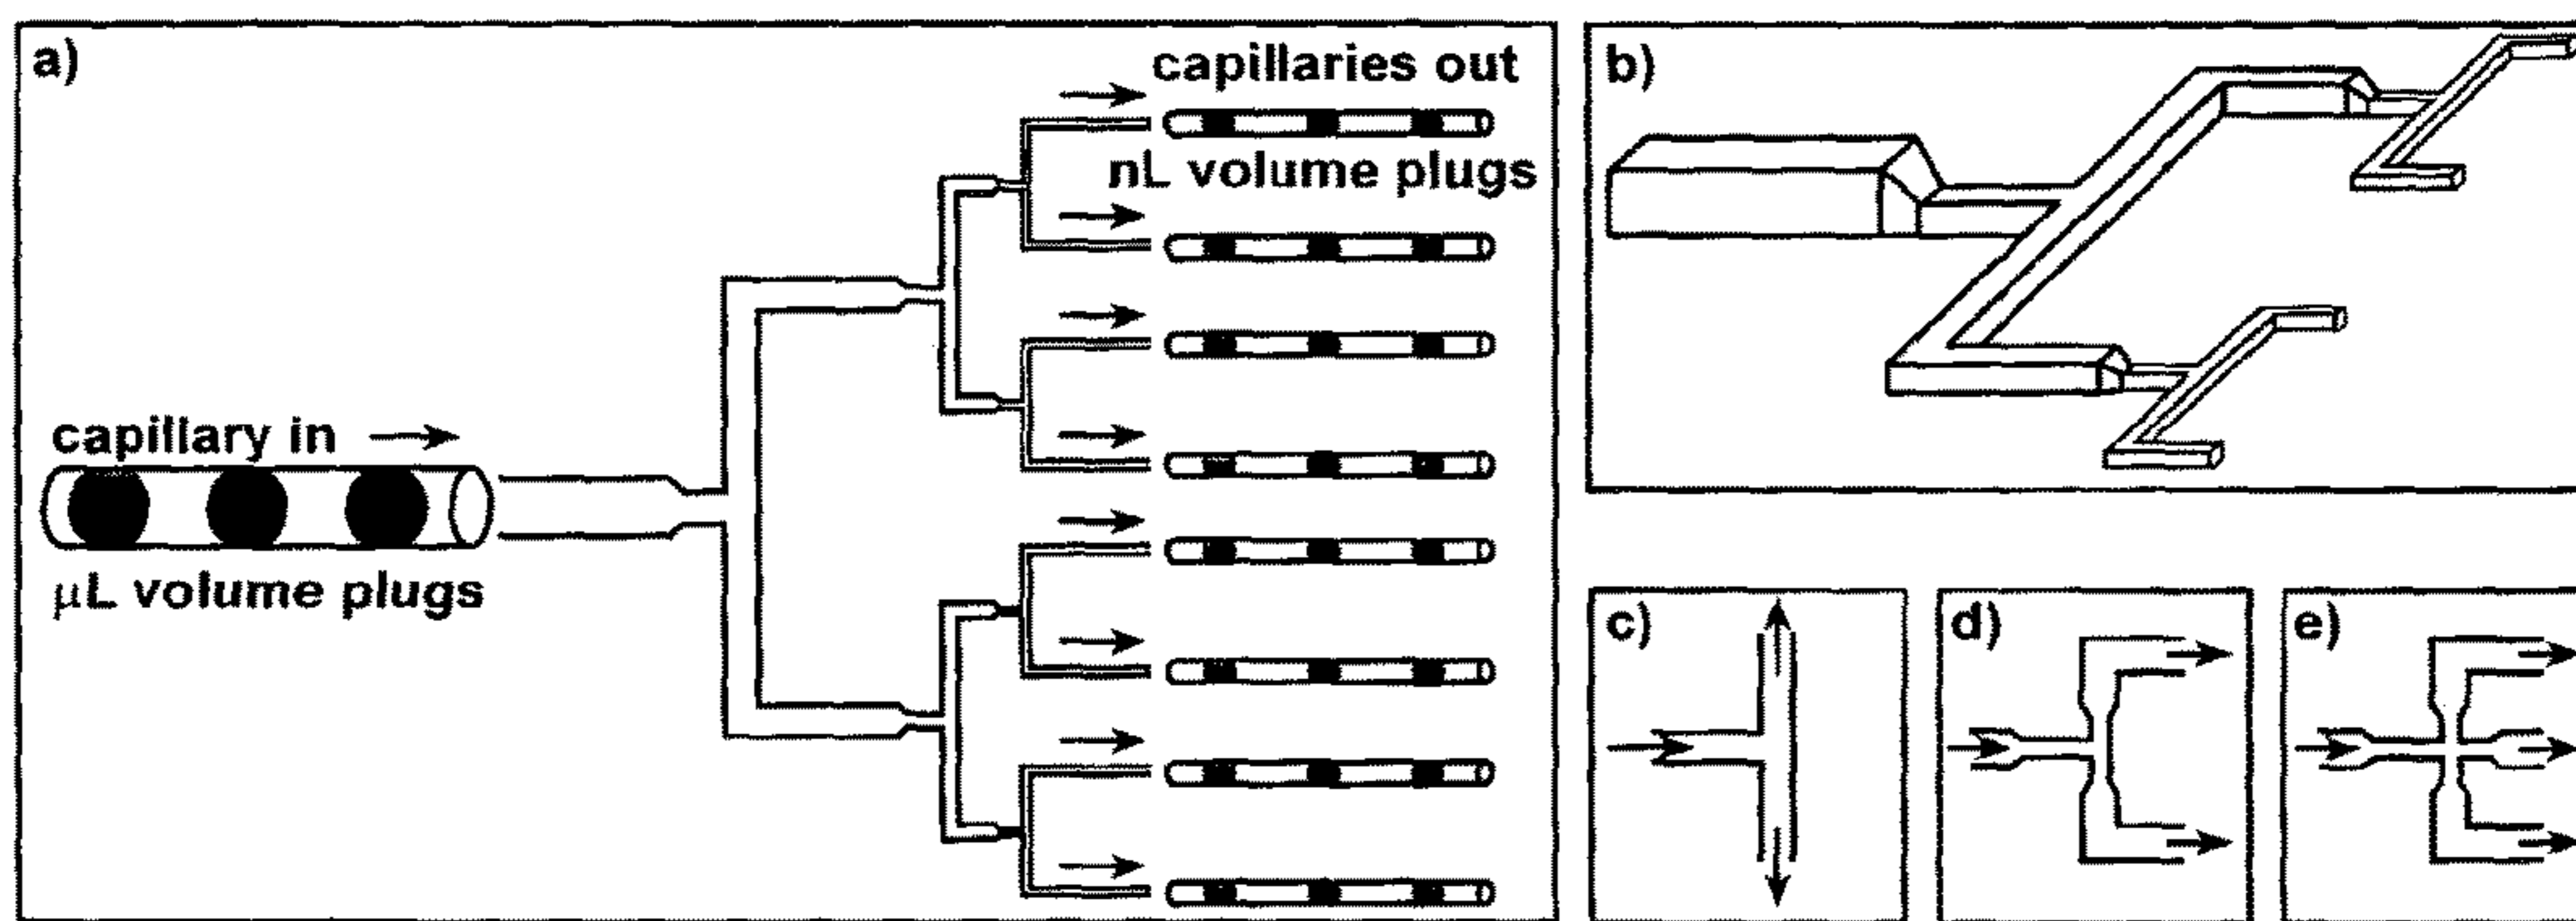 a)
capillaries out
nL volume plugs
capillary in
μL volume plugs
b)
c)
d)
e)